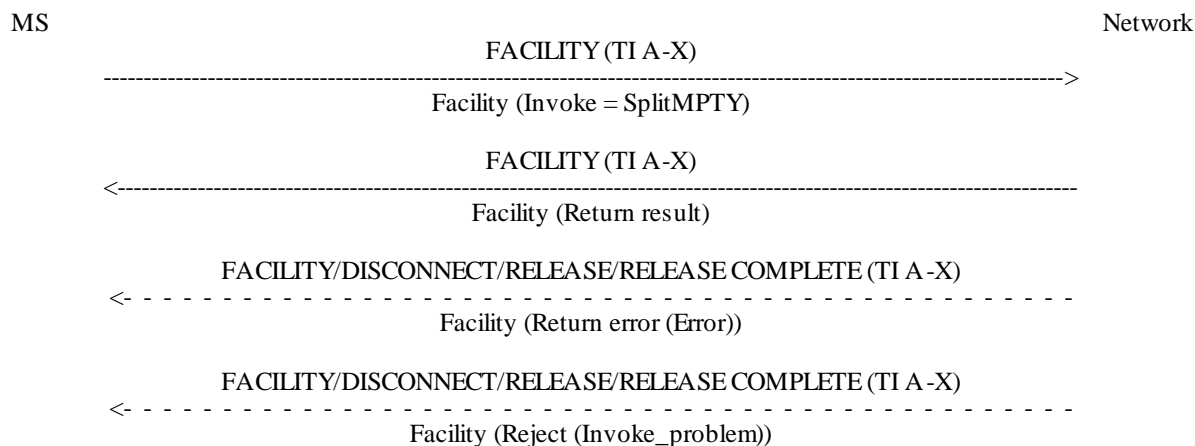 MS Network
FACILITY (TI A-X)
Facility (Invoke = SplitMPTY)
FACILITY (TI A-X)
Facility (Return result)
FACILITY/DISCONNECT/RELEASE/RELEASE COMPLETE (TI A-X)
Facility (Return error (Error))
FACILITY/DISCONNECT/RELEASE/RELEASE COMPLETE (TI A-X)
Facility (Reject (Invoke_problem))